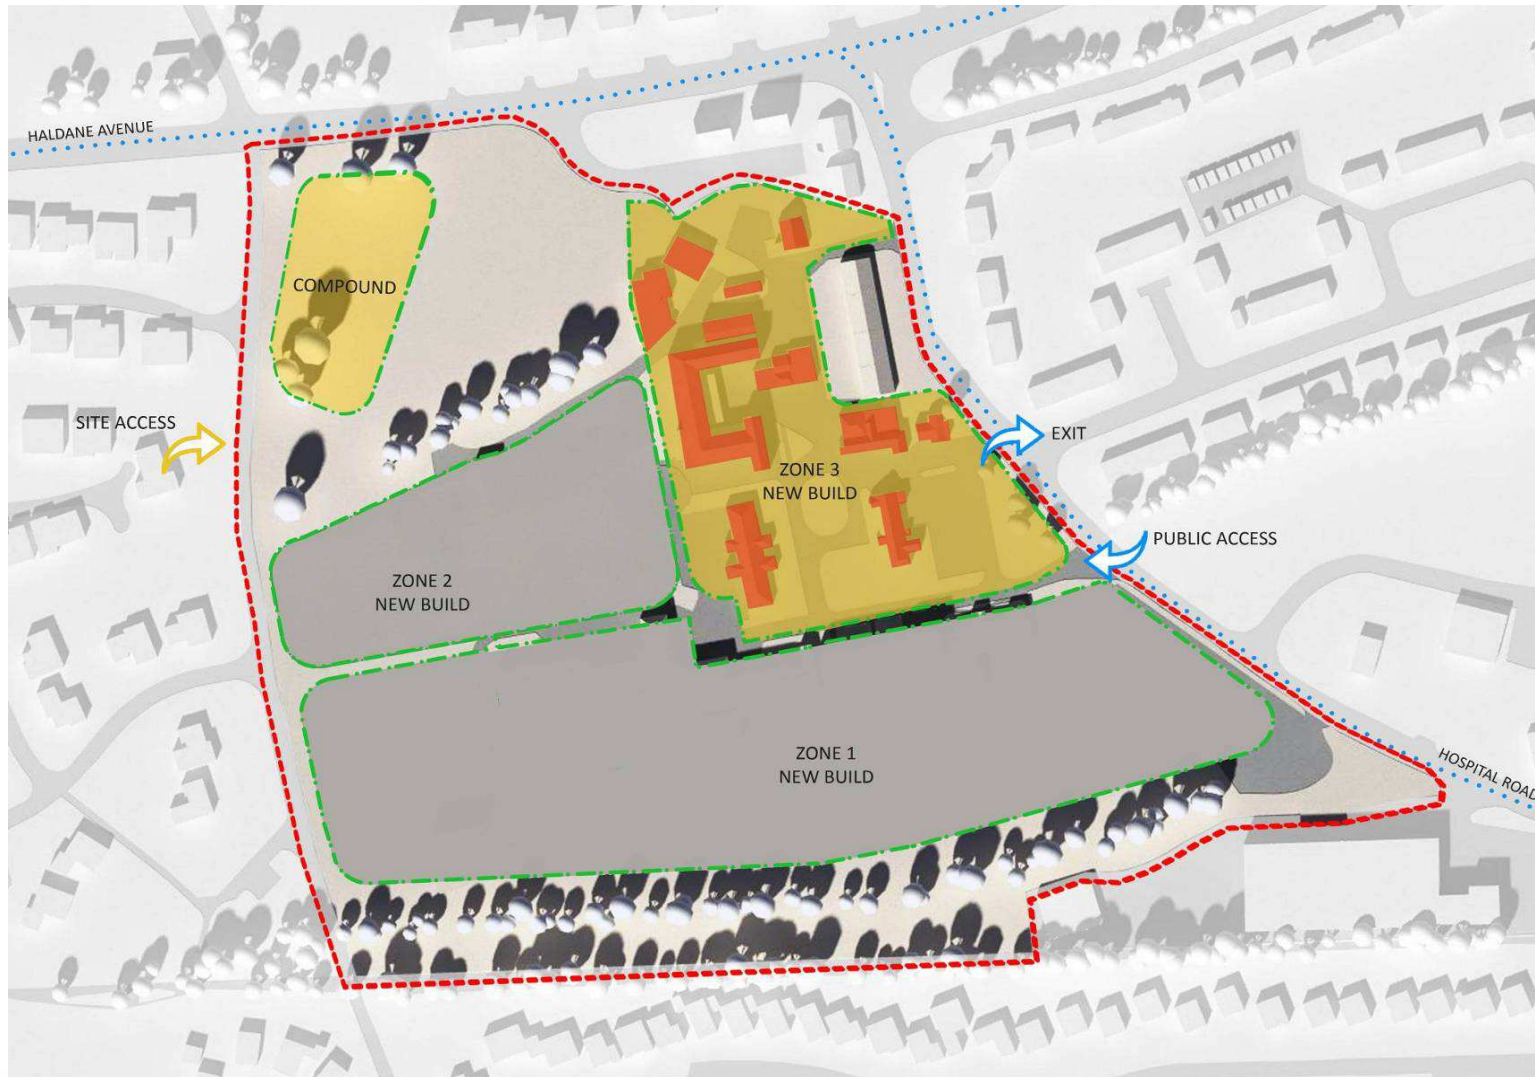 HALDANE AVENUE
COMPOUND
SITE ACCESS
EXIT
ZONE 3
NEW BUILD
PUBLIC ACCESS
ZONE 2
NEW BUILD
ZONE 1
NEW BUILD
HOSPITAL ROAD